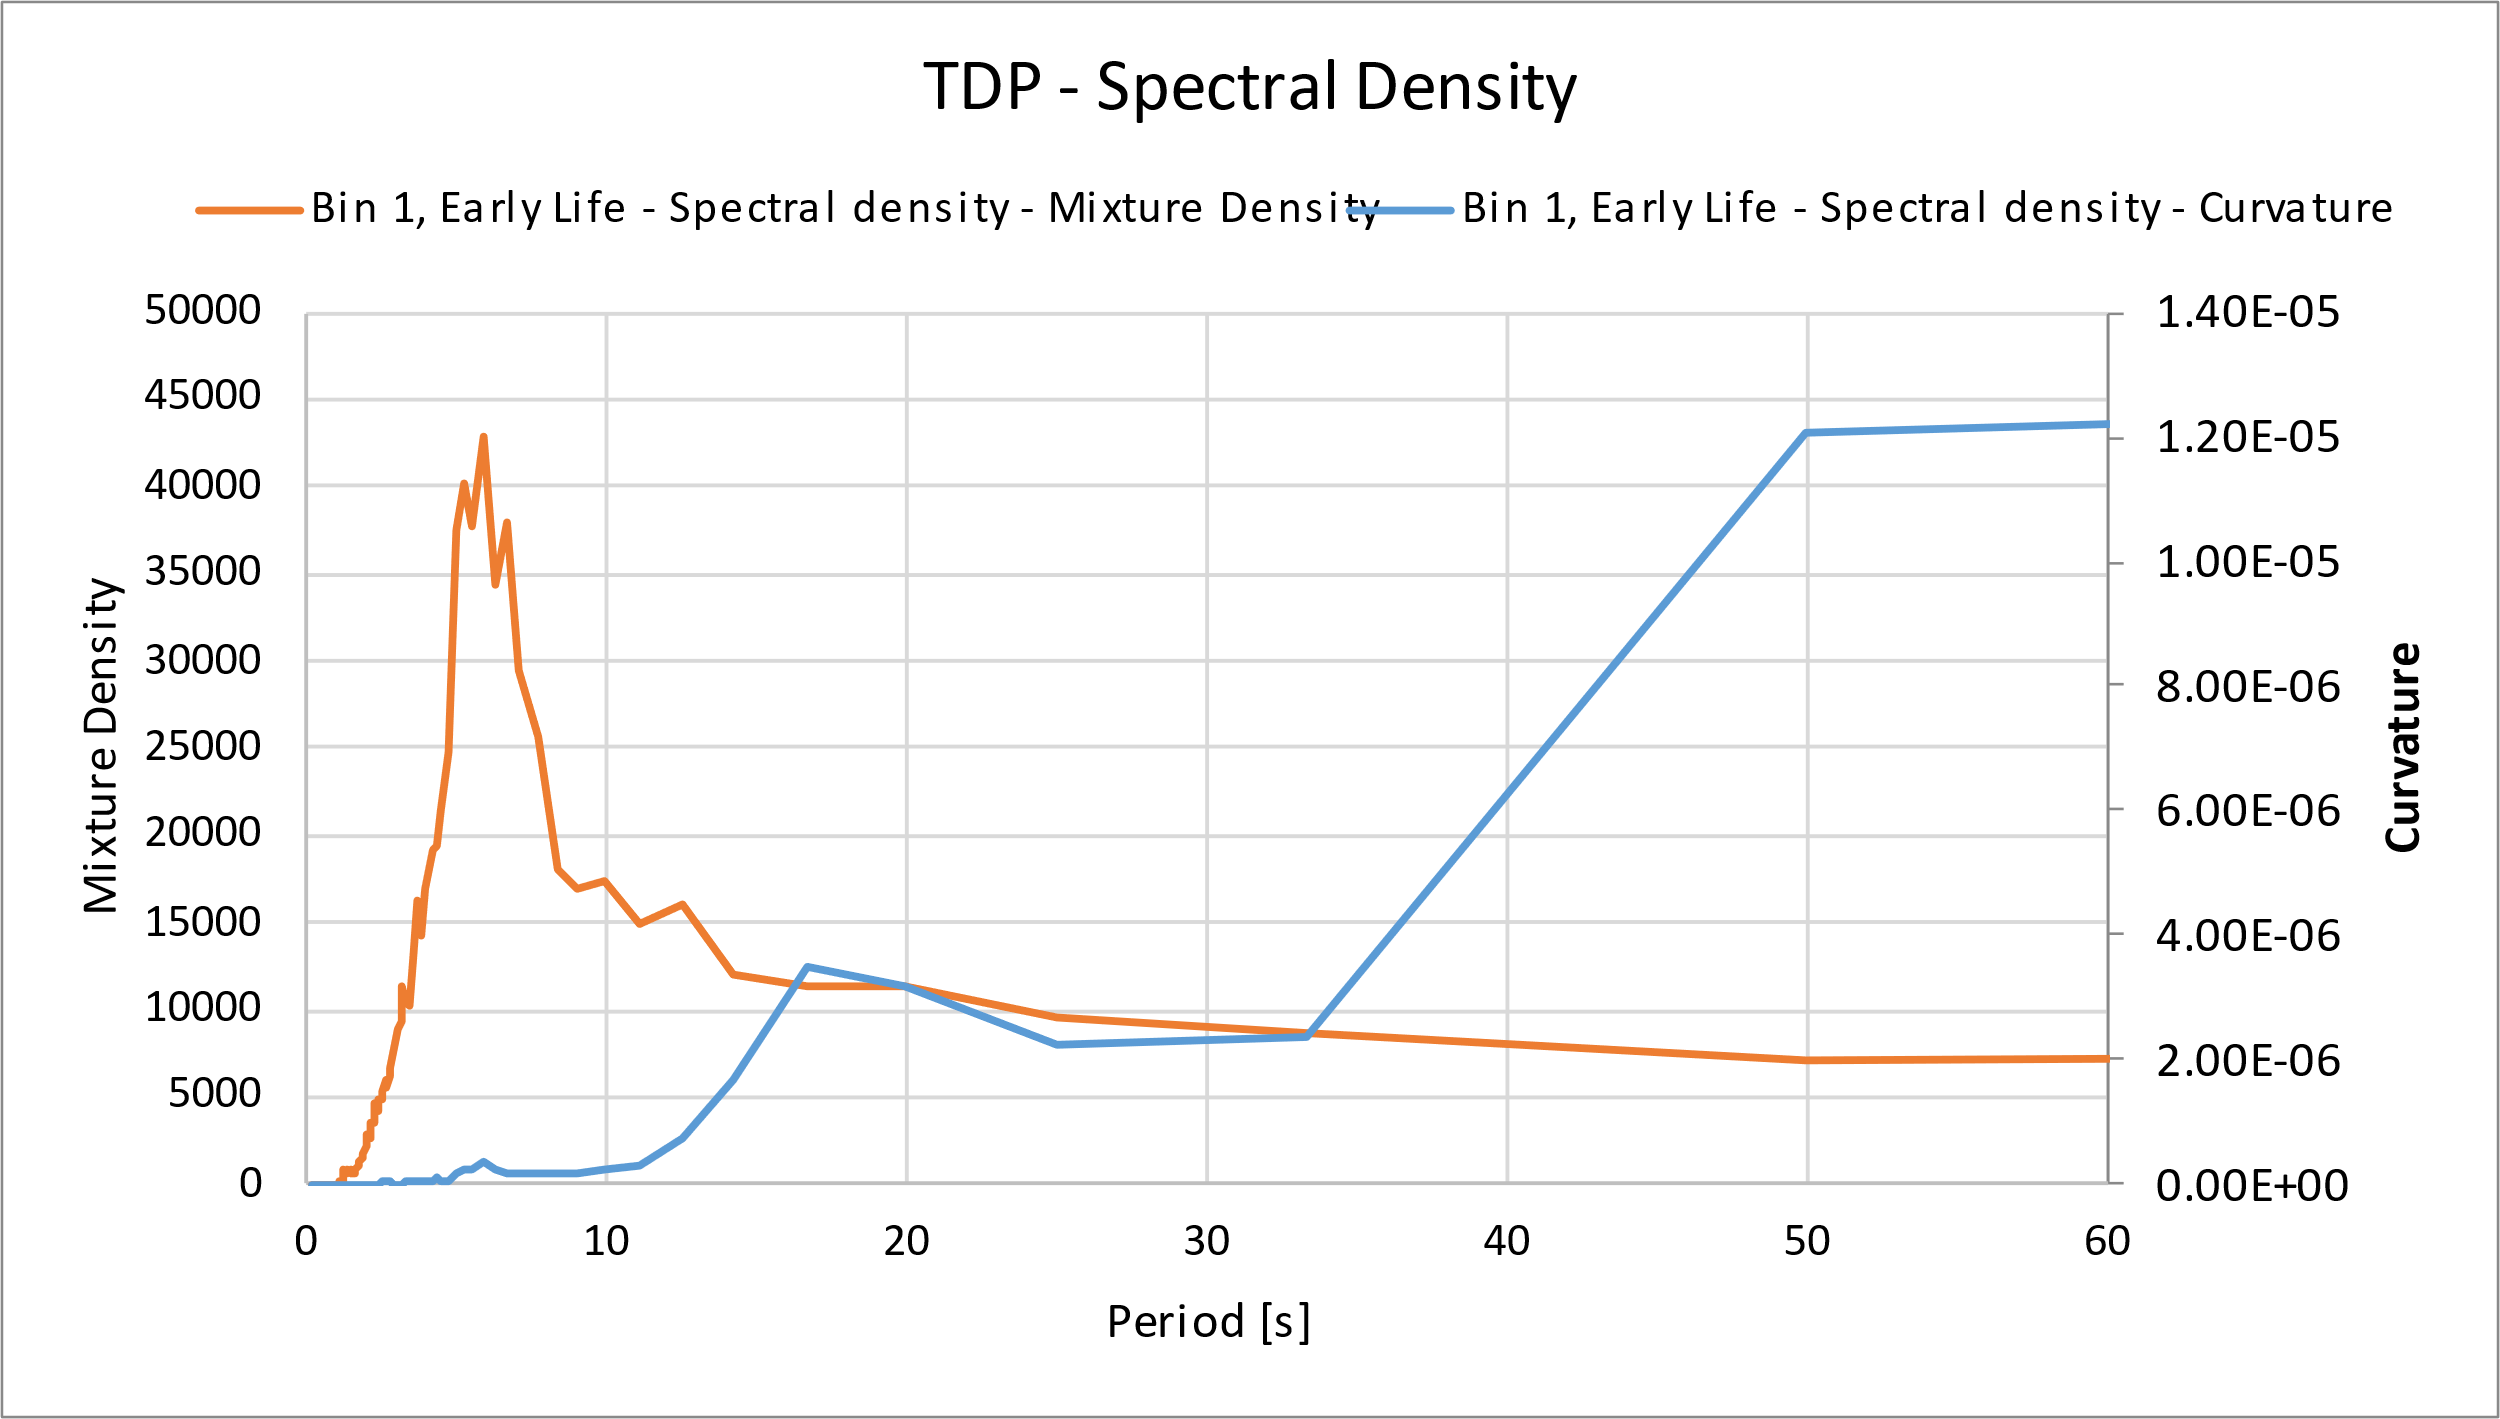 TDP - Spectral Density
Bin 1, Early Life - Spectral density - Mixture Density
Bin 1, Early Life - Spectral density - Curvature
50000
45000
40000
35000
30000
25000
20000
15000
10000
5000
0
Mixture Density
1.40E-05
1.20E-05
1.00E-05
8.00E-06
6.00E-06
4.00E-06
2.00E-06
0.00E+00
Curvature
0 10 20 30 40 50 60
Period [s]